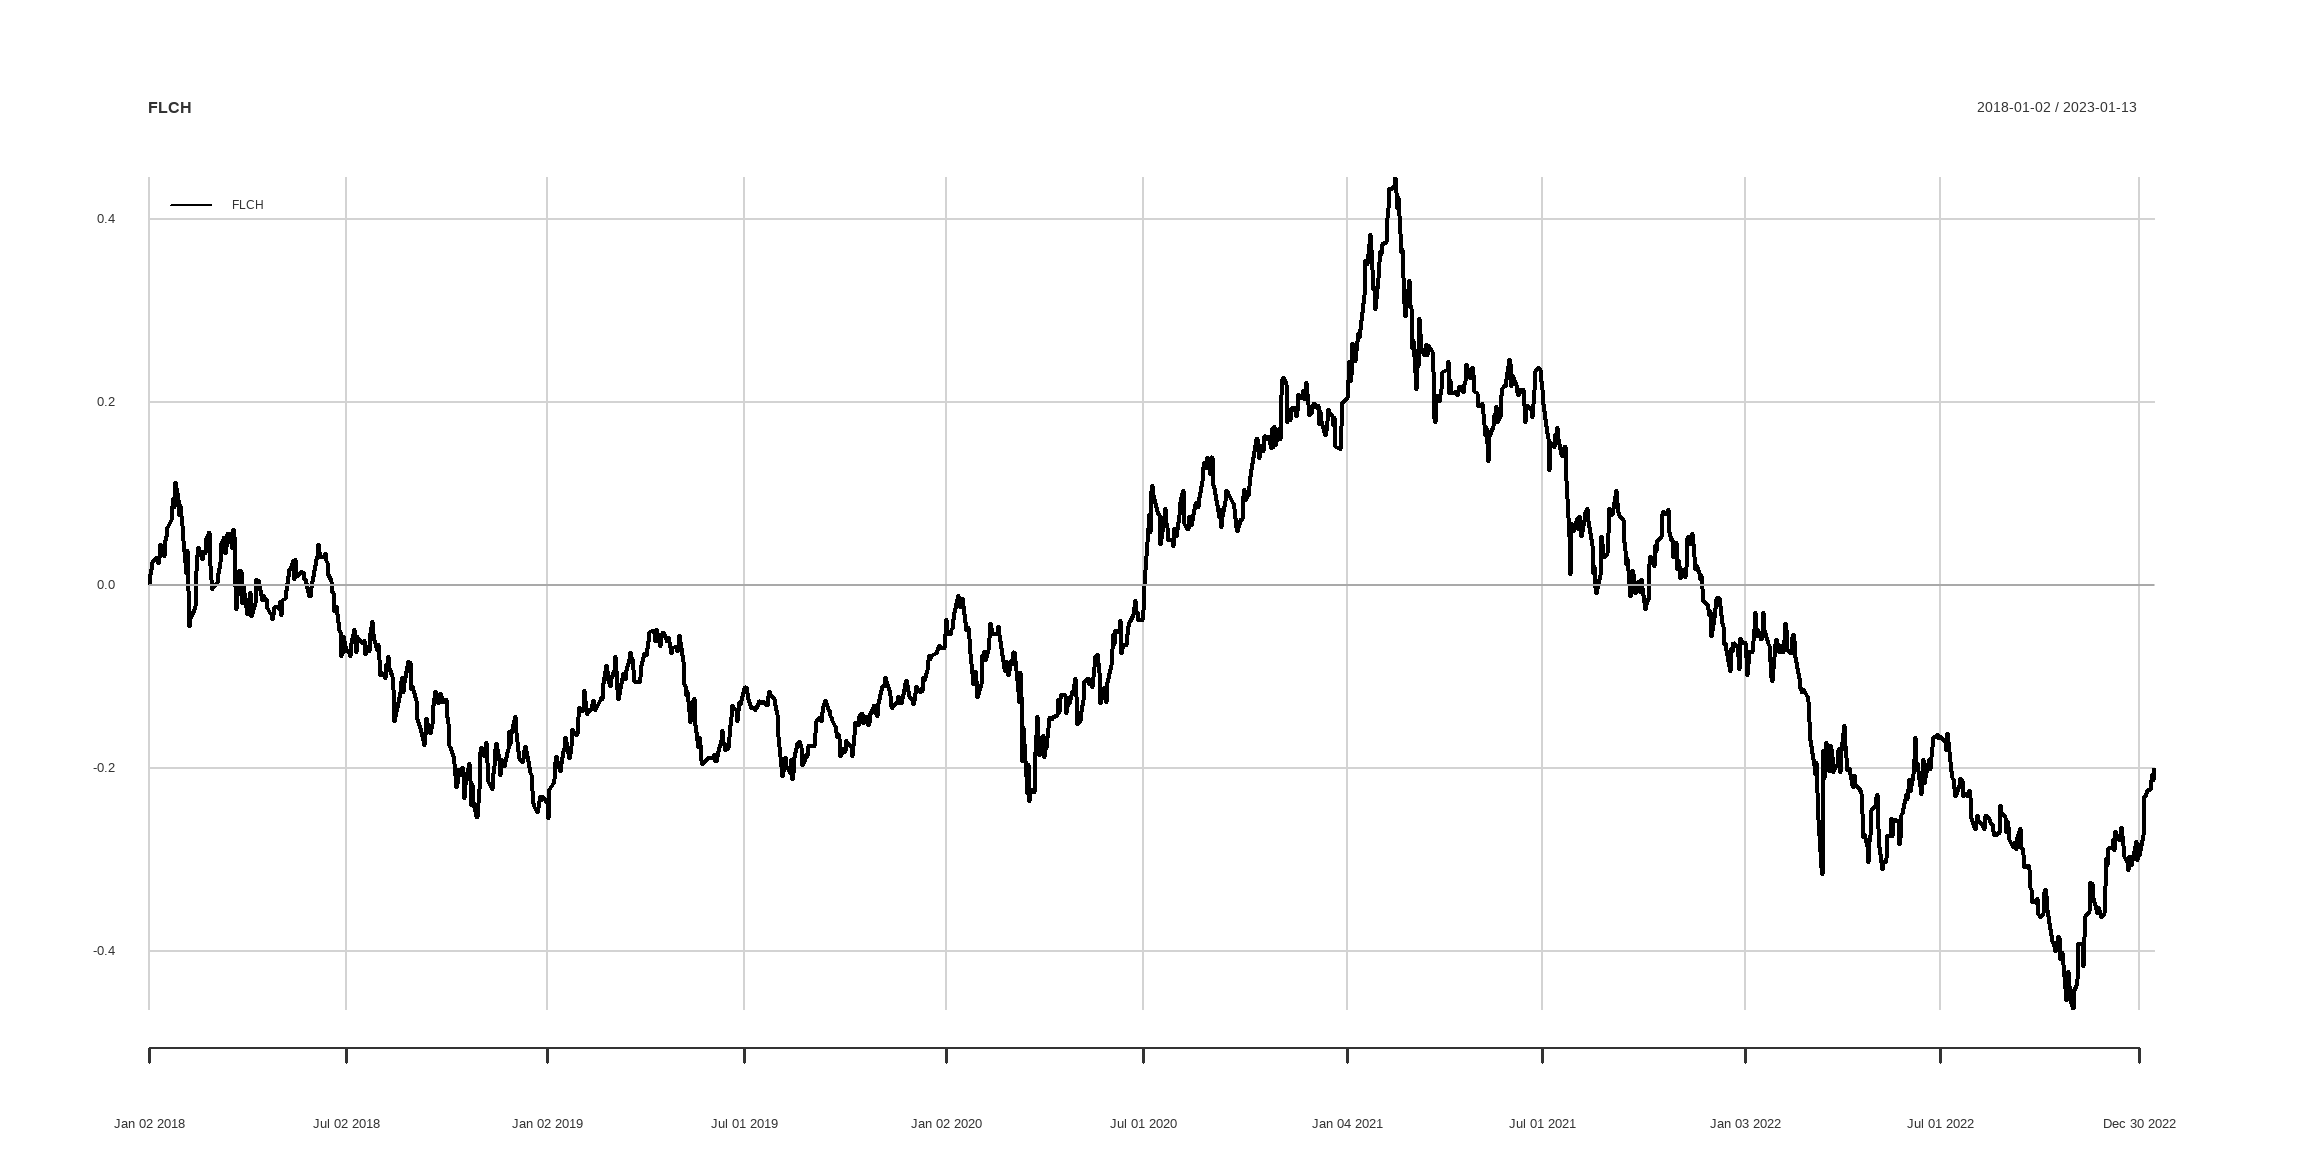 FLCH
2018-01-02 / 2023-01-13
FLCH
0.4
0.2
0.0
-0.2
-0.4
Jan 02 2018
Jul 02 2018
Jan 02 2019
Jul 01 2019
Jan 02 2020
Jul 01 2020
Jan 04 2021
Jul 01 2021
Jan 03 2022
Jul 01 2022
Dec 30 2022